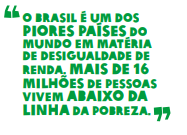 “O BRASIL É UM DOS
PIORES PAÍSES DO
MUNDO EM MATÉRIA
DE DESIGUALDADE DE
RENDA. MAIS DE 16
MILHÕES DE PESSOAS
VIVEM ABAIXO DA
LINHA DA POBREZA.”